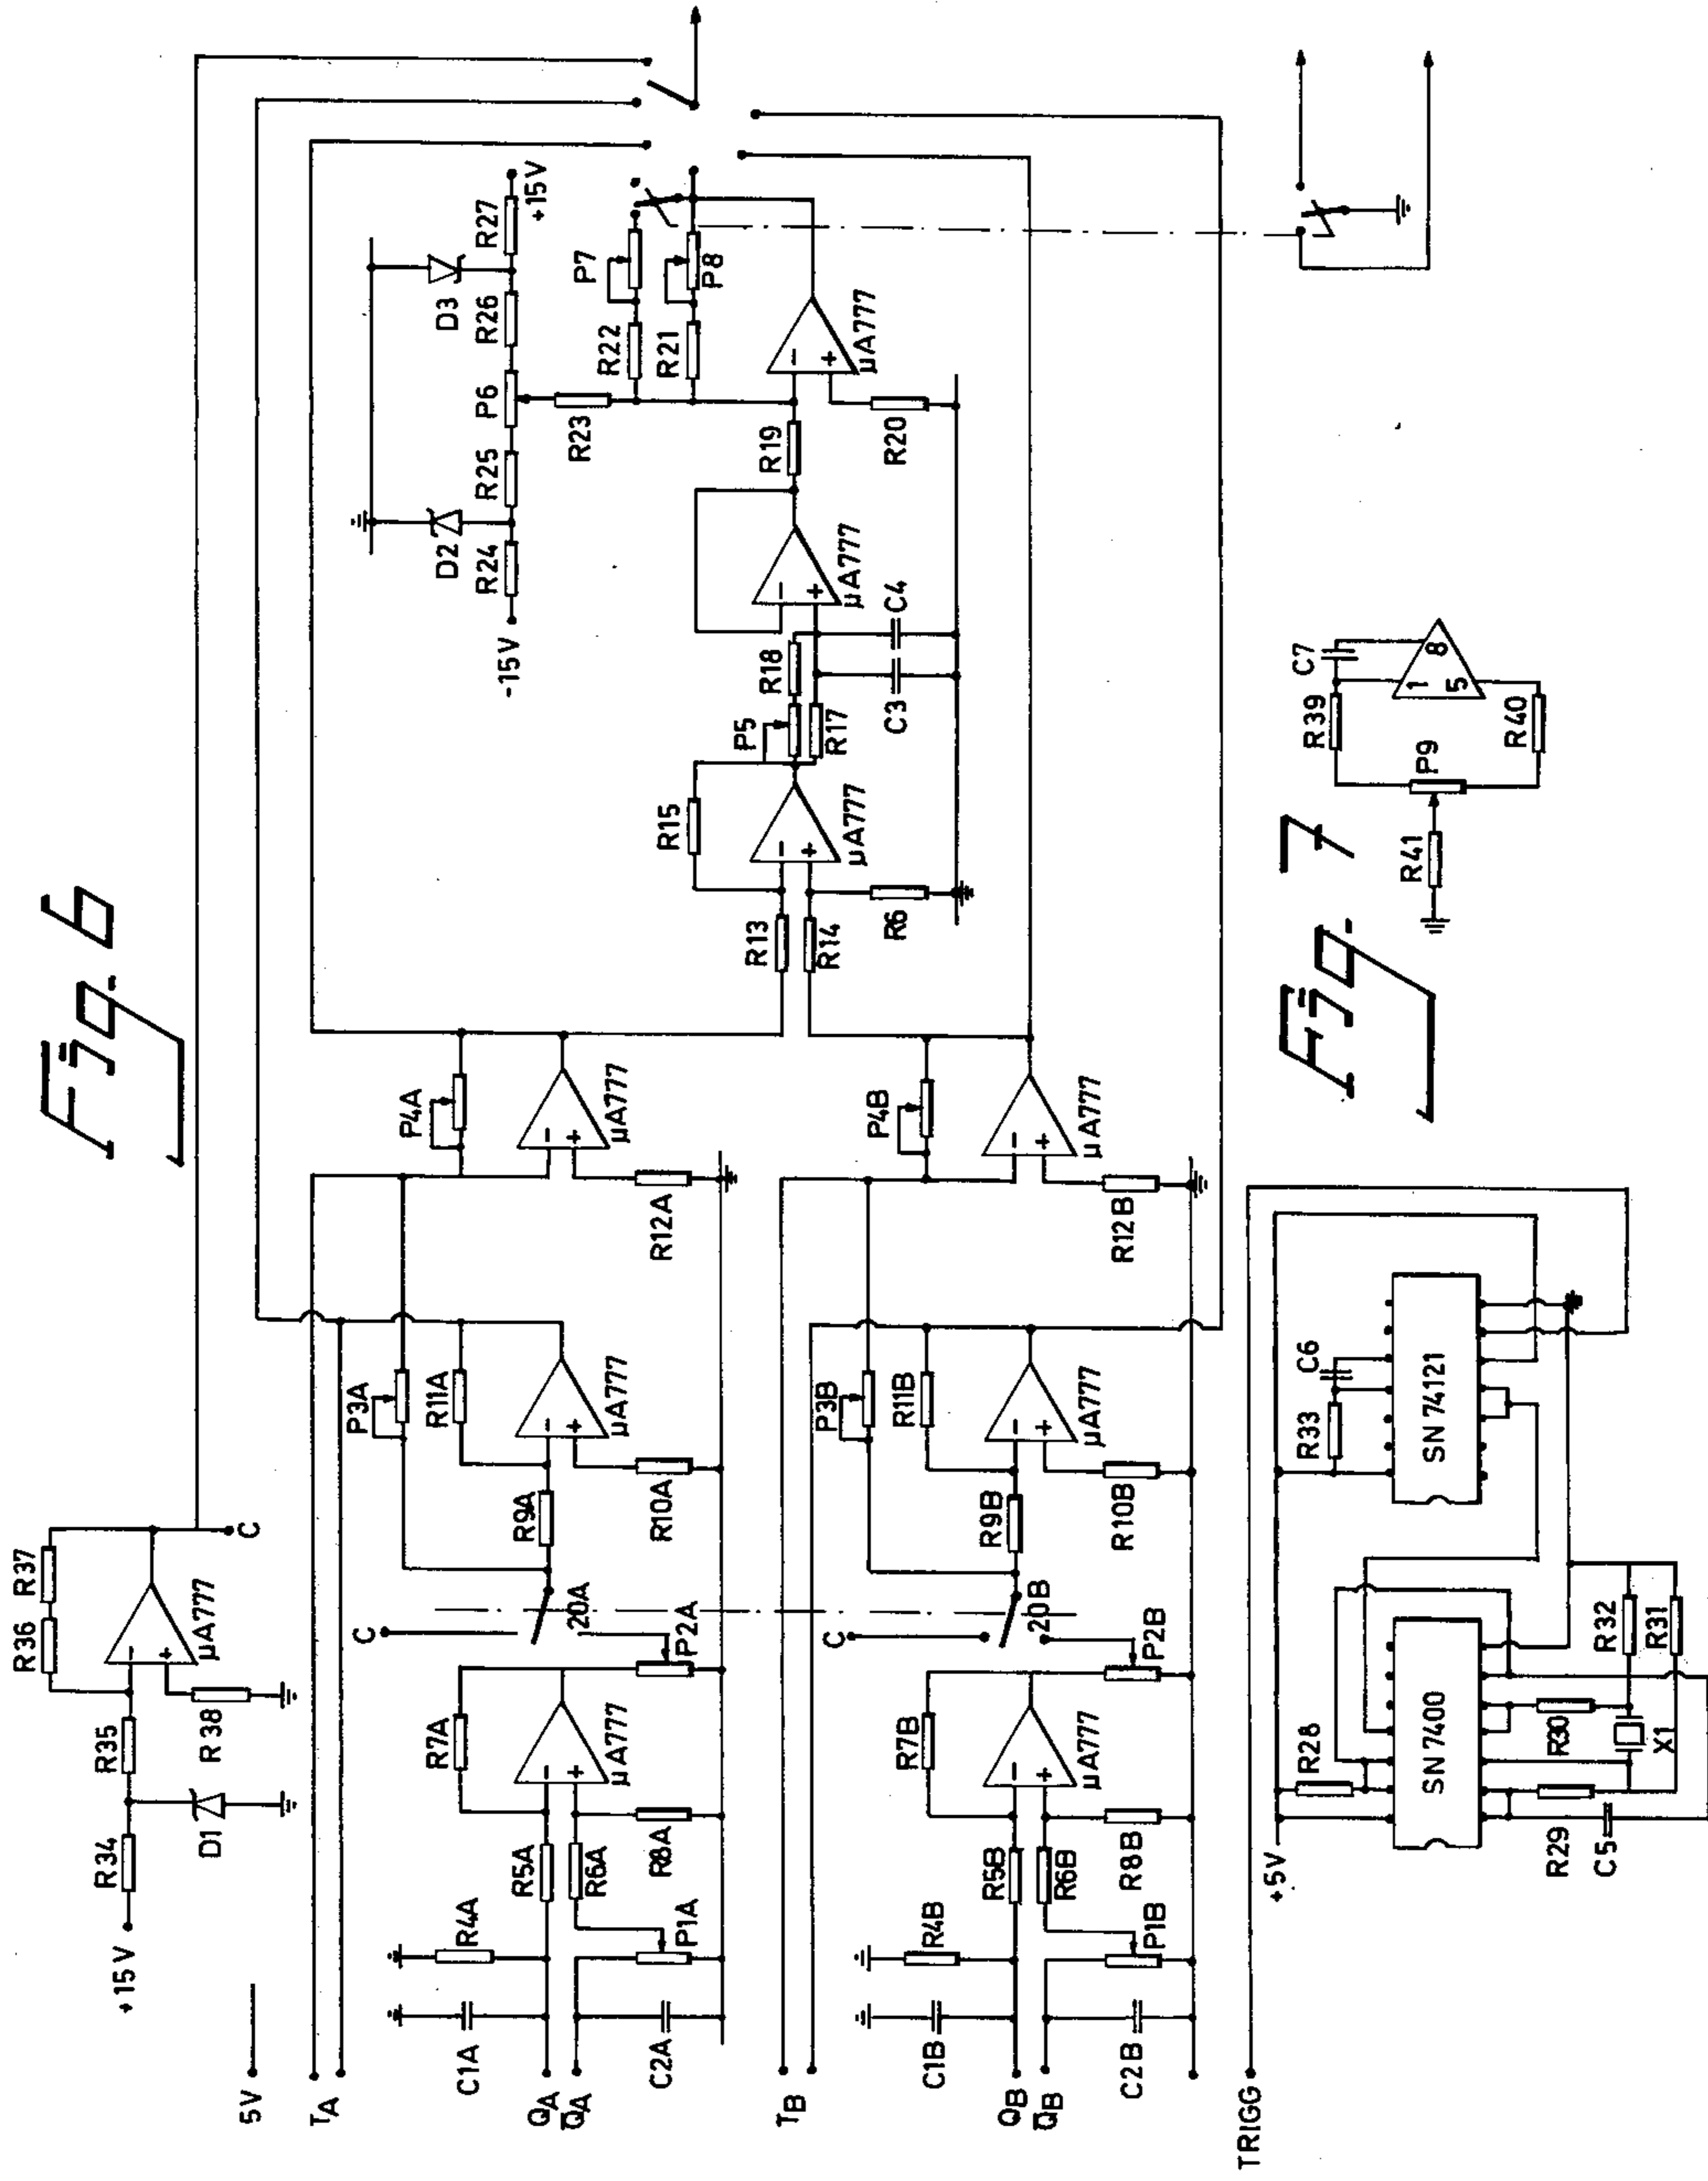 Fig. 6
+15V
R34
D1
R35
R36
R37
R38
-
+
µA777
C
5V
TA
C1A
R4A
QA
Q̅A
C2A
P1A
R5A
R6A
R7A
R8A
-
+
µA777
P2A
C
20A
R9A
R10A
P3A
R11A
-
+
µA777
R12A
P4A
-
+
µA777
TB
C1B
R4B
QB
Q̅B
C2B
P1B
R5B
R6B
R7B
R8B
-
+
µA777
P2B
C
20B
R9B
R10B
P3B
R11B
-
+
µA777
R12B
P4B
-
+
µA777
R13
R14
R15
R6
-
+
µA777
P5
R17
R18
C3
C4
-
+
µA777
R19
R20
-
+
µA777
-15V
R24
D2
R25
P6
R23
R26
D3
R27
+15V
R22
P7
R21
P8
TRIGG
+5V
R28
SN 7400
R29
C5
R30
X1
R32
R31
R33
C6
SN 74121
Fig. 7
R41
P9
R39
R40
C7
1
8
5